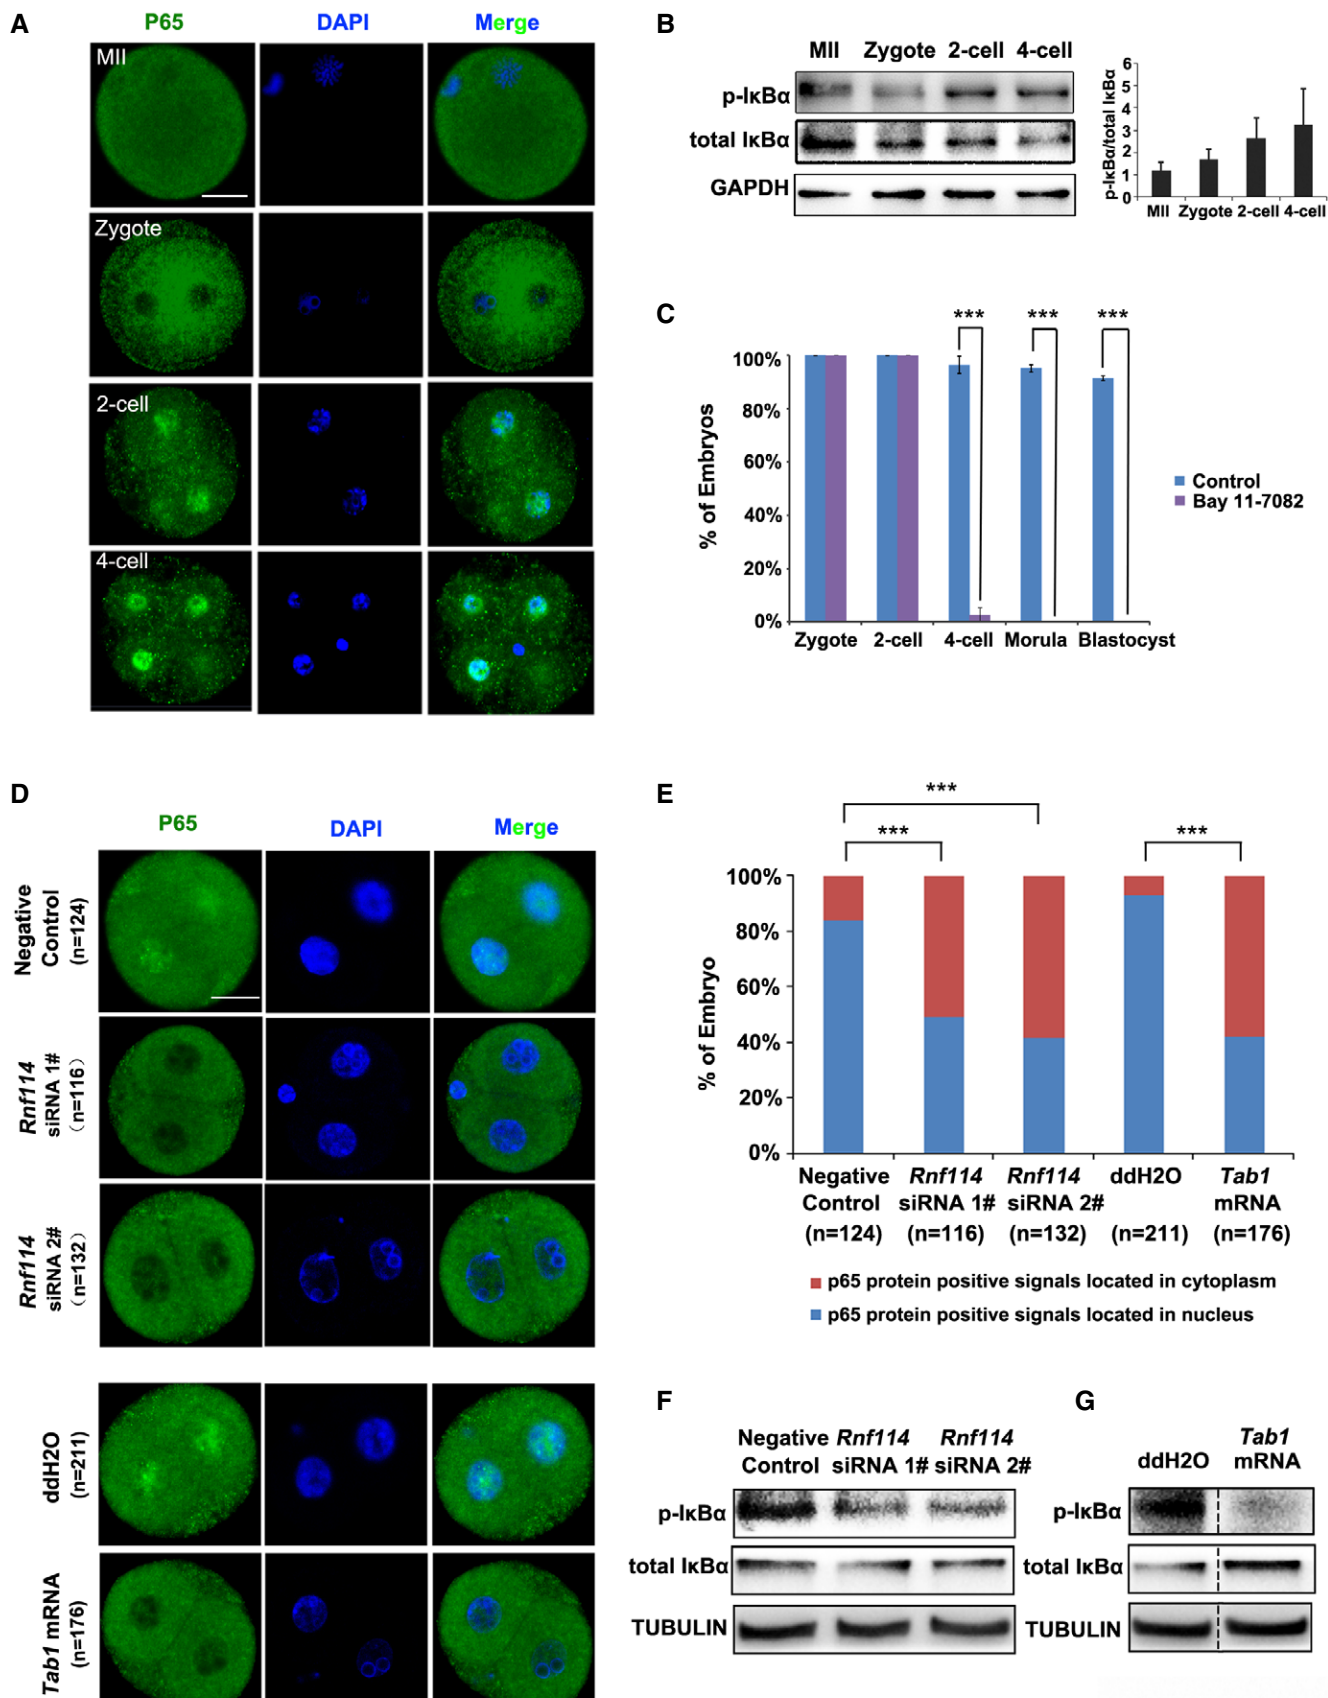 A
P65 DAPI Merge
MII
Zygote
2-cell
4-cell
B
MII Zygote 2-cell 4-cell
p-IκBα
total IκBα
GAPDH
p-IκBα/total IκBα
6
5
4
3
2
1
0
MII Zygote 2-cell 4-cell
C
*** *** ***
% of Embryos
100%
80%
60%
40%
20%
0%
Zygote 2-cell 4-cell Morula Blastocyst
Control
Bay 11-7082
D
P65 DAPI Merge
Negative
Control
(n=124)
Rnf114
siRNA 1#
(n=116)
Rnf114
siRNA 2#
(n=132)
ddH2O
(n=211)
Tab1 mRNA
(n=176)
E
***
*** ***
% of Embryo
100%
80%
60%
40%
20%
0%
Negative Rnf114 Rnf114 ddH2O Tab1
Control siRNA 1# siRNA 2# mRNA
(n=124) (n=116) (n=132) (n=211) (n=176)
p65 protein positive signals located in cytoplasm
p65 protein positive signals located in nucleus
F
Negative Rnf114 Rnf114
Control siRNA 1# siRNA 2#
p-IκBα
total IκBα
TUBULIN
G
Tab1
ddH2O mRNA
p-IκBα
total IκBα
TUBULIN